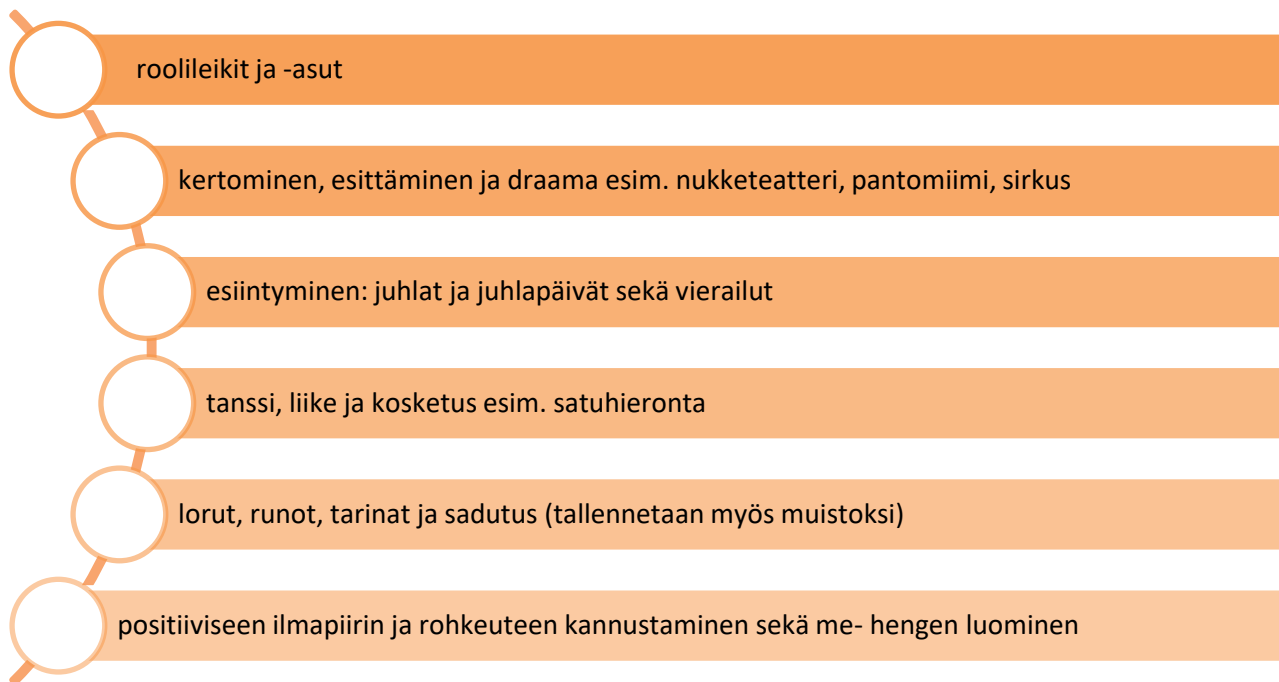 roolileikit ja -asut
kertominen, esittäminen ja draama esim. nukketeatteri, pantomiimi, sirkus
esiintyminen: juhlat ja juhlapäivät sekä vierailut
tanssi, liike ja kosketus esim. satuhieronta
lorut, runot, tarinat ja sadutus (tallennetaan myös muistoksi)
positiiviseen ilmapiirin ja rohkeuteen kannustaminen sekä me- hengen luominen